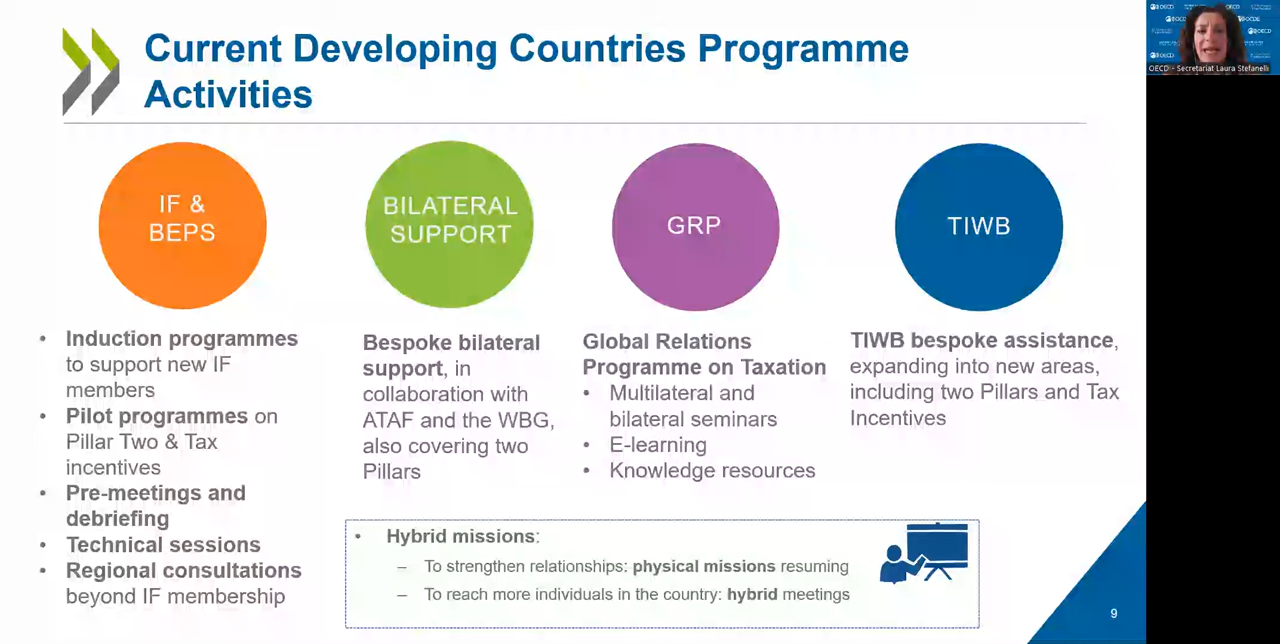 Current Developing Countries Programme
Activities
IF &
BEPS
BILATERAL
SUPPORT
GRP
TIWB
• Induction programmes
to support new IF
members
• Pilot programmes on
Pillar Two & Tax
incentives
• Pre-meetings and
debriefing
• Technical sessions
• Regional consultations
beyond IF membership
Bespoke bilateral
support, in
collaboration with
ATAF and the WBG,
also covering two
Pillars
Global Relations
Programme on Taxation
• Multilateral and
bilateral seminars
• E-learning
• Knowledge resources
TIWB bespoke assistance,
expanding into new areas,
including two Pillars and Tax
Incentives
• Hybrid missions:
– To strengthen relationships: physical missions resuming
– To reach more individuals in the country: hybrid meetings
9
OECD - Secretariat Laura Stefanelli